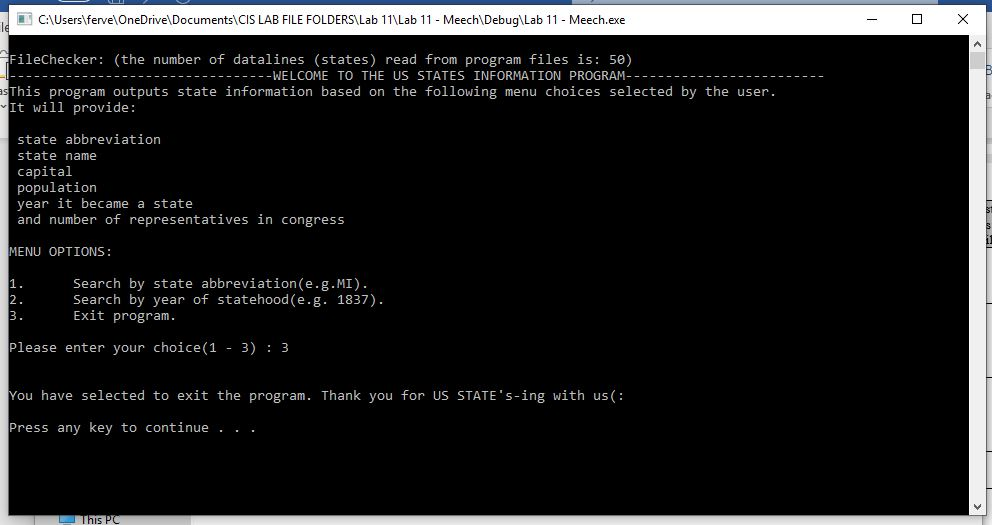 C:\Users\ferve\OneDrive\Documents\CIS LAB FILE FOLDERS\Lab 11\Lab 11 - Meech\Debug\Lab 11 - Meech.exe
FileChecker: (the number of datalines (states) read from program files is: 50)
---------------------------------WELCOME TO THE US STATES INFORMATION PROGRAM-------------------------
This program outputs state information based on the following menu choices selected by the user.
It will provide:
state abbreviation
state name
capital
population
year it became a state
and number of representatives in congress
MENU OPTIONS:
1. Search by state abbreviation(e.g.MI).
2. Search by year of statehood(e.g. 1837).
3. Exit program.
Please enter your choice(1 - 3) : 3
You have selected to exit the program. Thank you for US STATE's-ing with us(:
Press any key to continue . . .
This PC